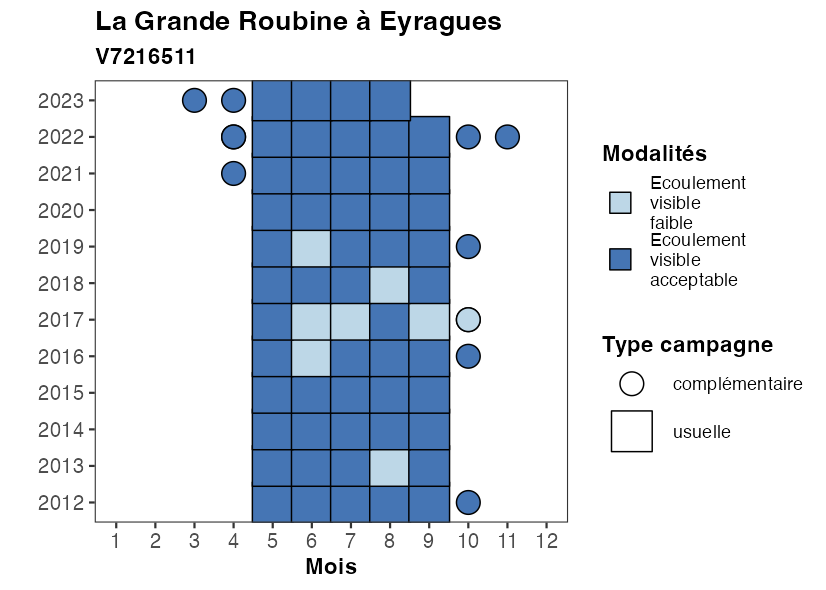 La Grande Roubine à Eyragues
V7216511
2023
2022
2021
2020
2019
2018
2017
2016
2015
2014
2013
2012
1 2 3 4 5 6 7 8 9 10 11 12
Mois
Modalités
Ecoulement
visible
faible
Ecoulement
visible
acceptable
Type campagne
complémentaire
usuelle